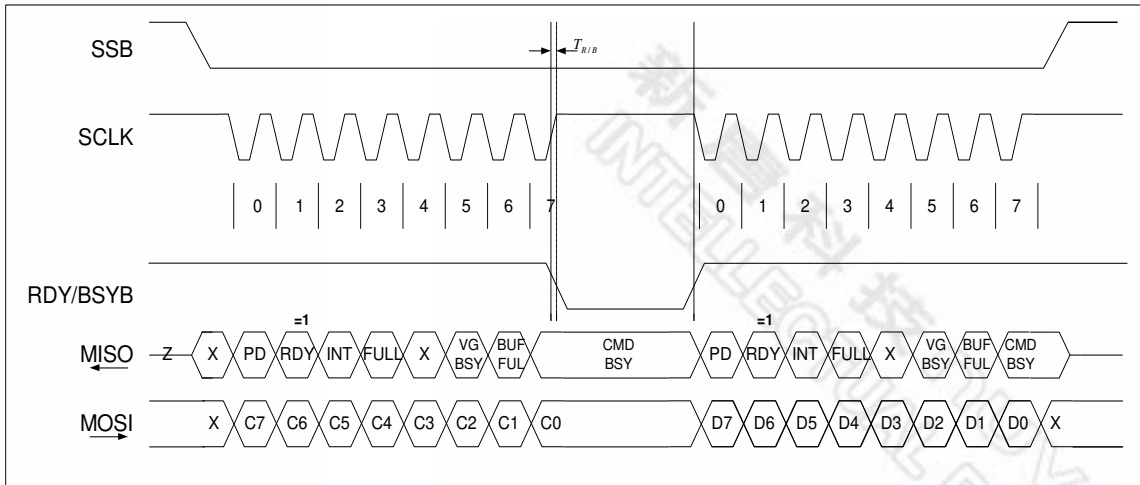 SSB
T R/B
SCLK
0 1 2 3 4 5 6 7 0 1 2 3 4 5 6 7
RDY/BSYB
=1 =1
MISO Z X PD RDY INT FULL X VG BSY BUF FUL CMD BSY PD RDY INT FULL X VG BSY BUF FUL CMD BSY
MOSI X C7 C6 C5 C4 C3 C2 C1 C0 D7 D6 D5 D4 D3 D2 D1 D0 X
INTELLECTUAL